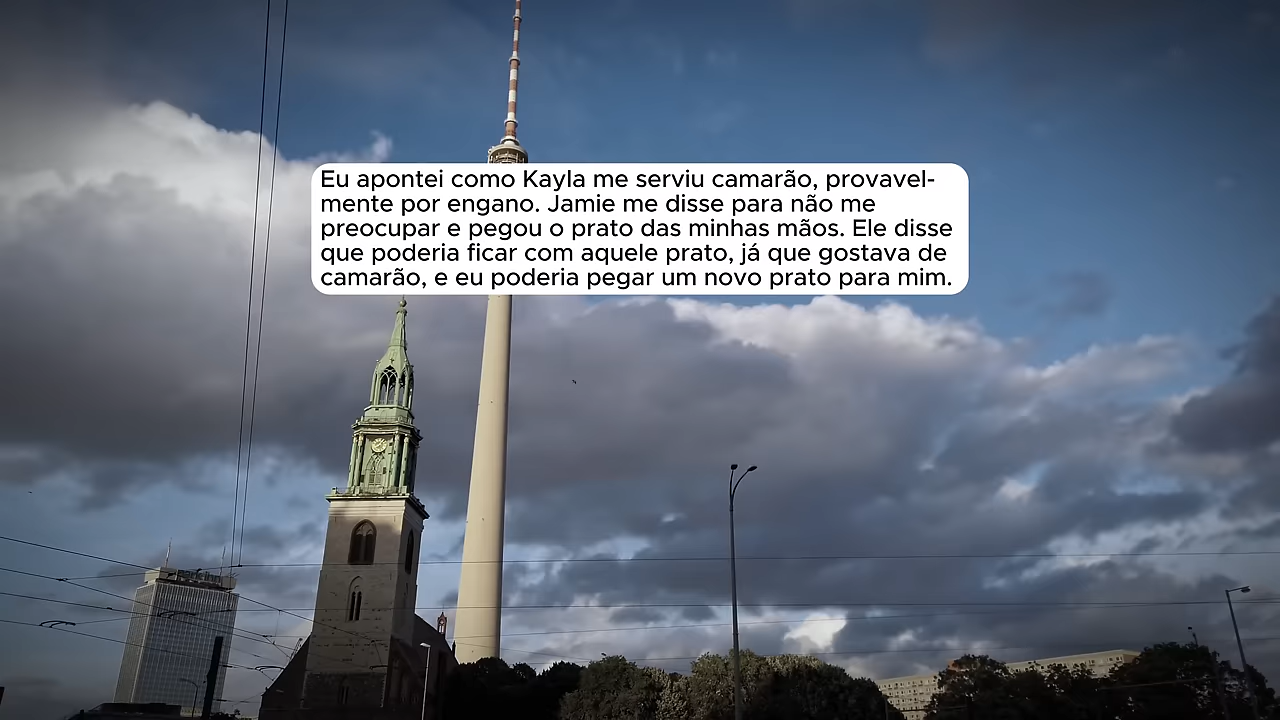 Eu apontei como Kayla me serviu camarão, provavel-
mente por engano. Jamie me disse para não me
preocupar e pegou o prato das minhas mãos. Ele disse
que poderia ficar com aquele prato, já que gostava de
camarão, e eu poderia pegar um novo prato para mim.